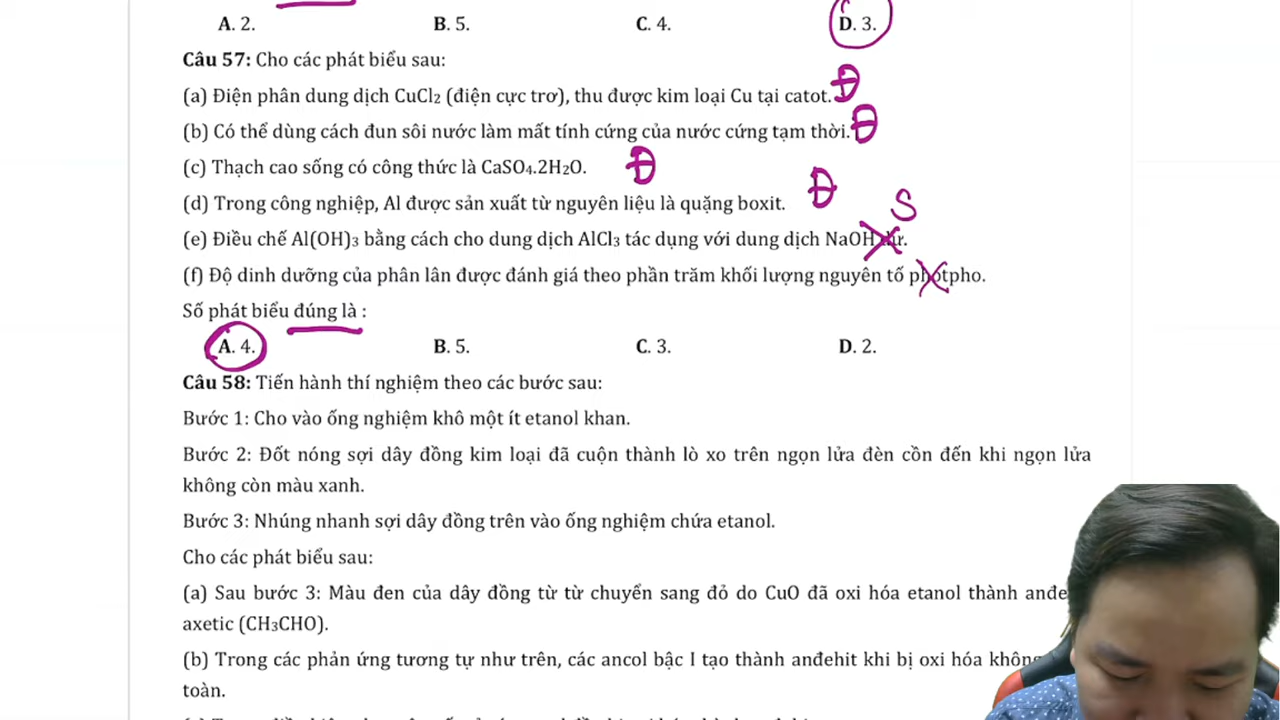 A. 2. B. 5. C. 4. D. 3.
Câu 57: Cho các phát biểu sau:
(a) Điện phân dung dịch CuCl₂ (điện cực trơ), thu được kim loại Cu tại catot. Đ
(b) Có thể dùng cách đun sôi nước làm mất tính cứng của nước cứng tạm thời. Đ
(c) Thạch cao sống có công thức là CaSO₄.2H₂O. Đ
(d) Trong công nghiệp, Al được sản xuất từ nguyên liệu là quặng boxit. Đ
S
(e) Điều chế Al(OH)₃ bằng cách cho dung dịch AlCl₃ tác dụng với dung dịch NaOH dư.
(f) Độ dinh dưỡng của phân lân được đánh giá theo phần trăm khối lượng nguyên tố photpho.
Số phát biểu đúng là :
A. 4. B. 5. C. 3. D. 2.
Câu 58: Tiến hành thí nghiệm theo các bước sau:
Bước 1: Cho vào ống nghiệm khô một ít etanol khan.
Bước 2: Đốt nóng sợi dây đồng kim loại đã cuộn thành lò xo trên ngọn lửa đèn cồn đến khi ngọn lửa
không còn màu xanh.
Bước 3: Nhúng nhanh sợi dây đồng trên vào ống nghiệm chứa etanol.
Cho các phát biểu sau:
(a) Sau bước 3: Màu đen của dây đồng từ từ chuyển sang đỏ do CuO đã oxi hóa etanol thành anđe
axetic (CH₃CHO).
(b) Trong các phản ứng tương tự như trên, các ancol bậc I tạo thành anđehit khi bị oxi hóa không
toàn.